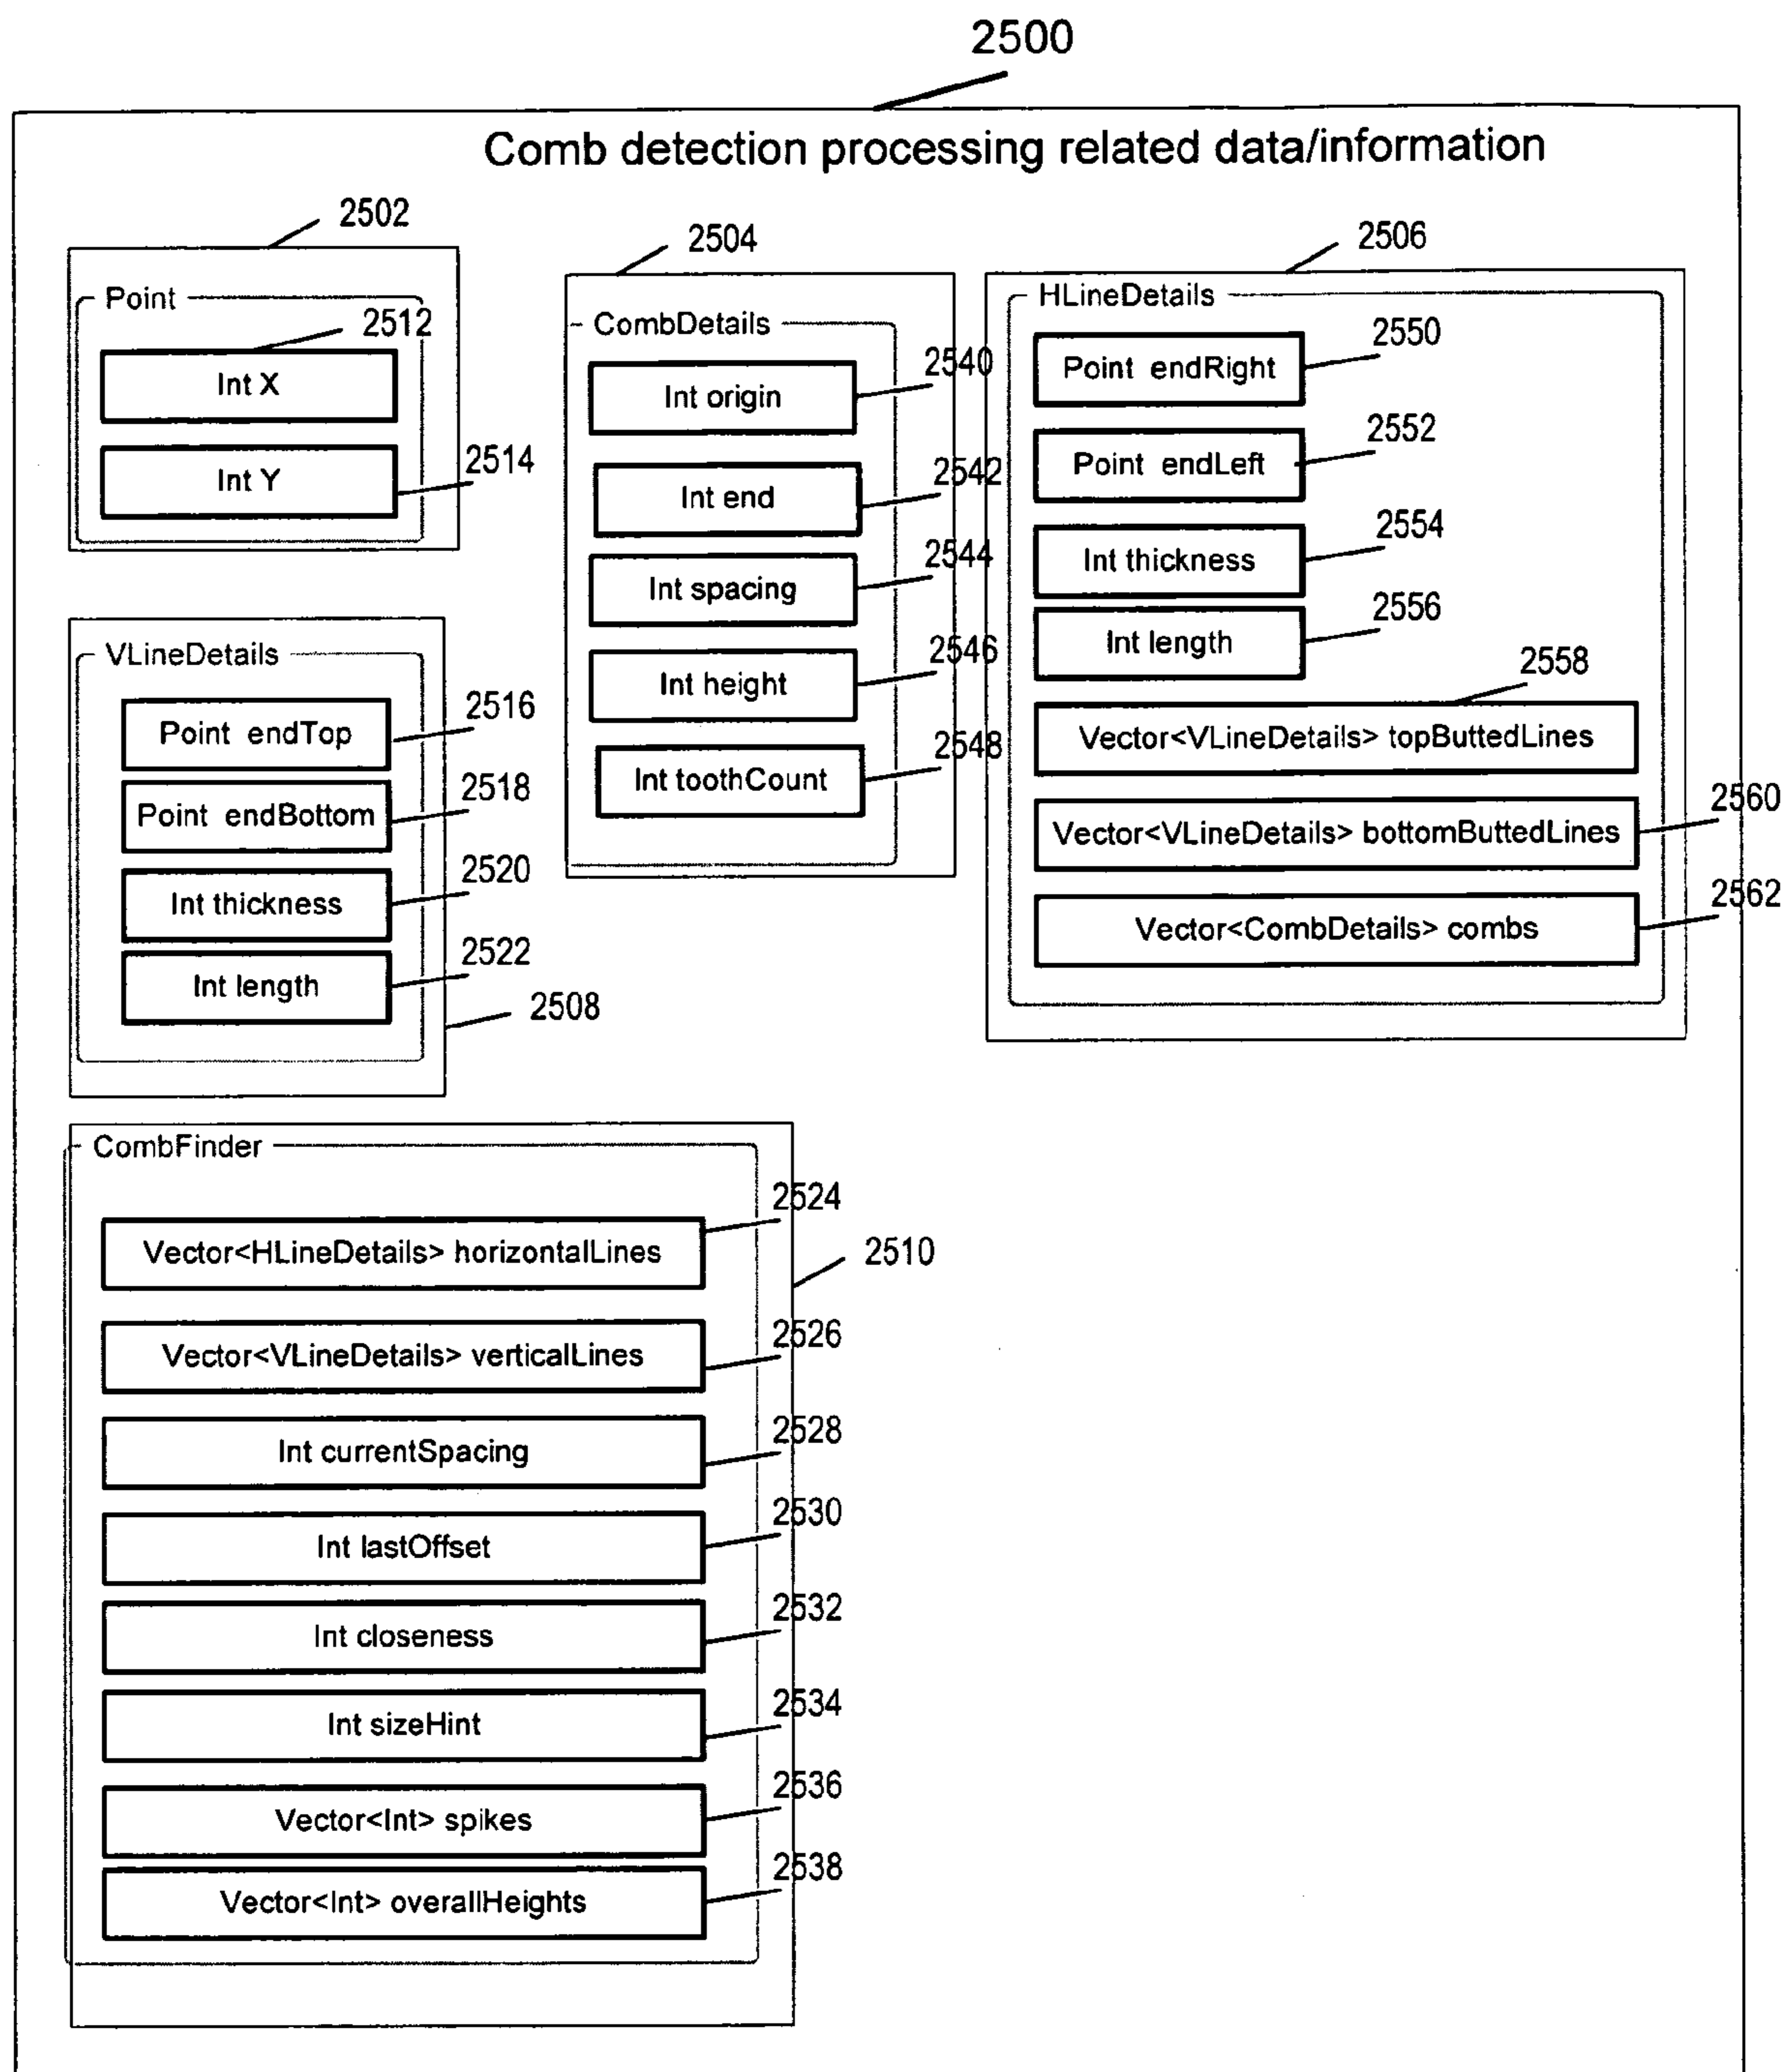 2500
Comb detection processing related data/information
2502
Point
2512
Int X
Int Y
2514
2504
CombDetails
Int origin
2540
Int end
2542
Int spacing
2544
Int height
2546
Int toothCount
2548
2506
HLineDetails
Point endRight
2550
Point endLeft
2552
Int thickness
2554
Int length
2556
2558
Vector<VLineDetails> topButtedLines
Vector<VLineDetails> bottomButtedLines
2560
Vector<CombDetails> combs
2562
VLineDetails
Point endTop
2516
Point endBottom
2518
Int thickness
2520
Int length
2522
2508
CombFinder
2524
Vector<HLineDetails> horizontalLines
2510
Vector<VLineDetails> verticalLines
2526
Int currentSpacing
2528
Int lastOffset
2530
Int closeness
2532
Int sizeHint
2534
Vector<Int> spikes
2536
Vector<Int> overallHeights
2538